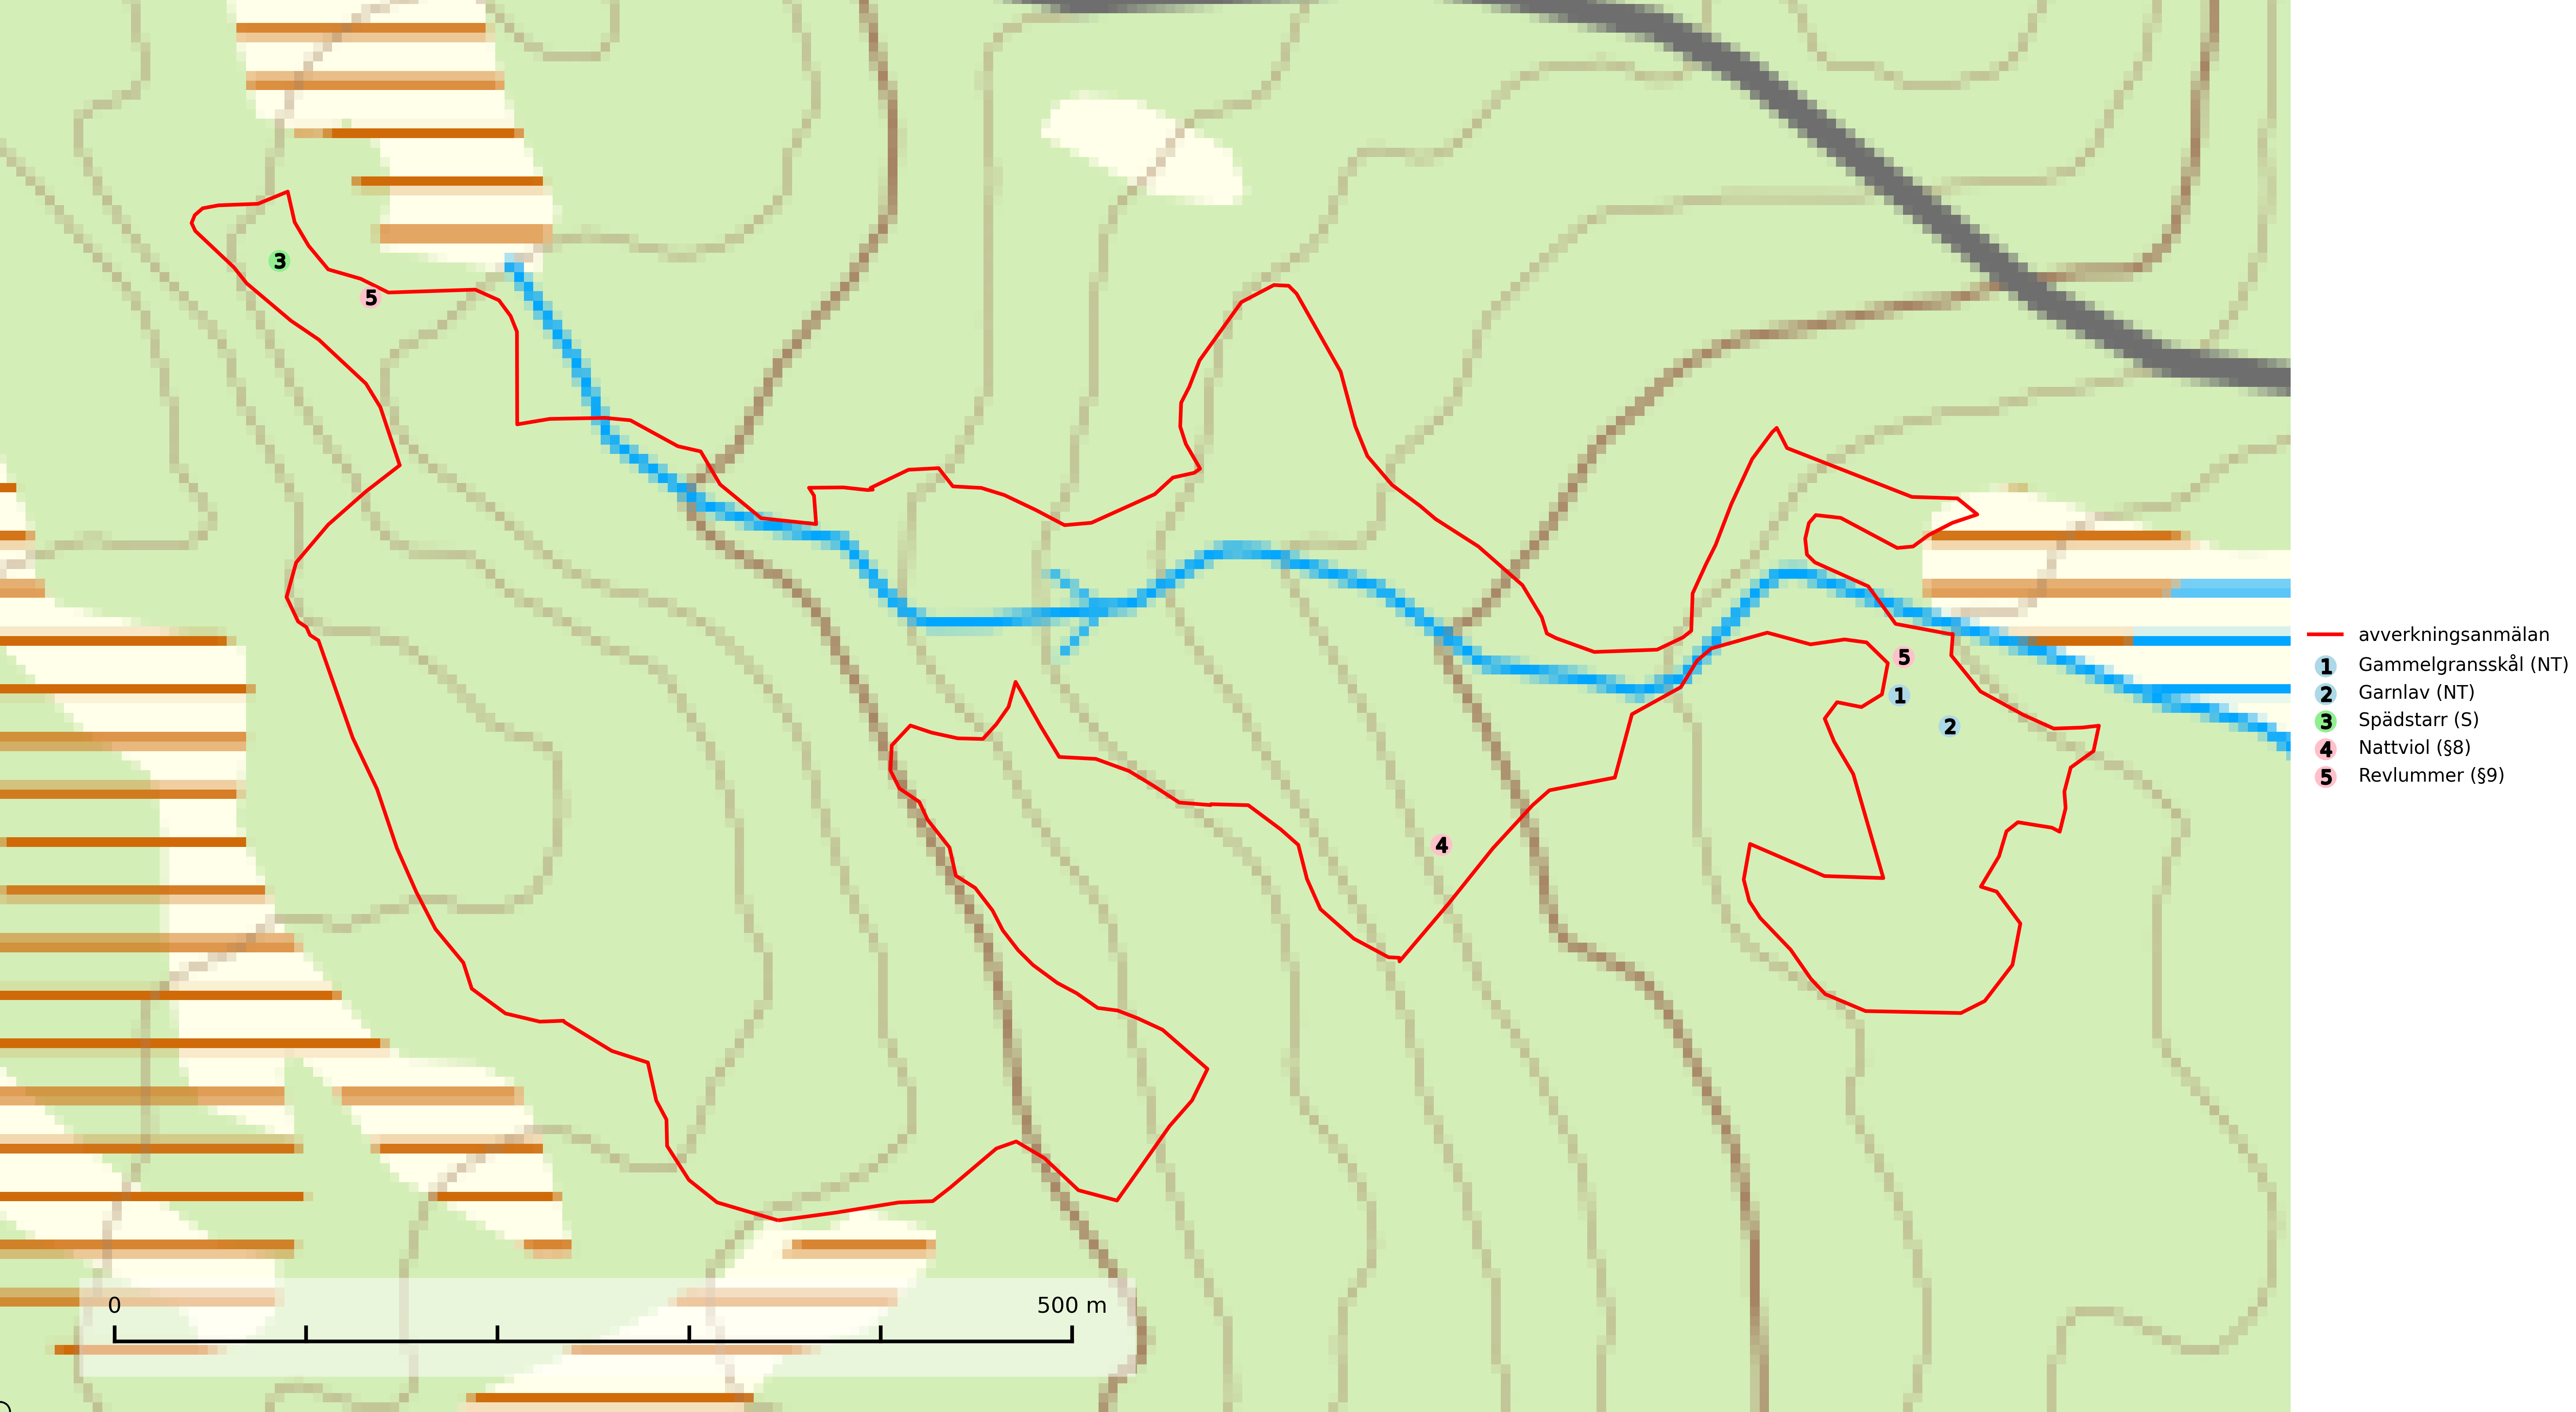 3
5
5
1
2
4
0 500 m
avverkningsanmälan
1 Gammelgransskål (NT)
2 Garnlav (NT)
3 Spädstarr (S)
4 Nattviol (§8)
5 Revlummer (§9)